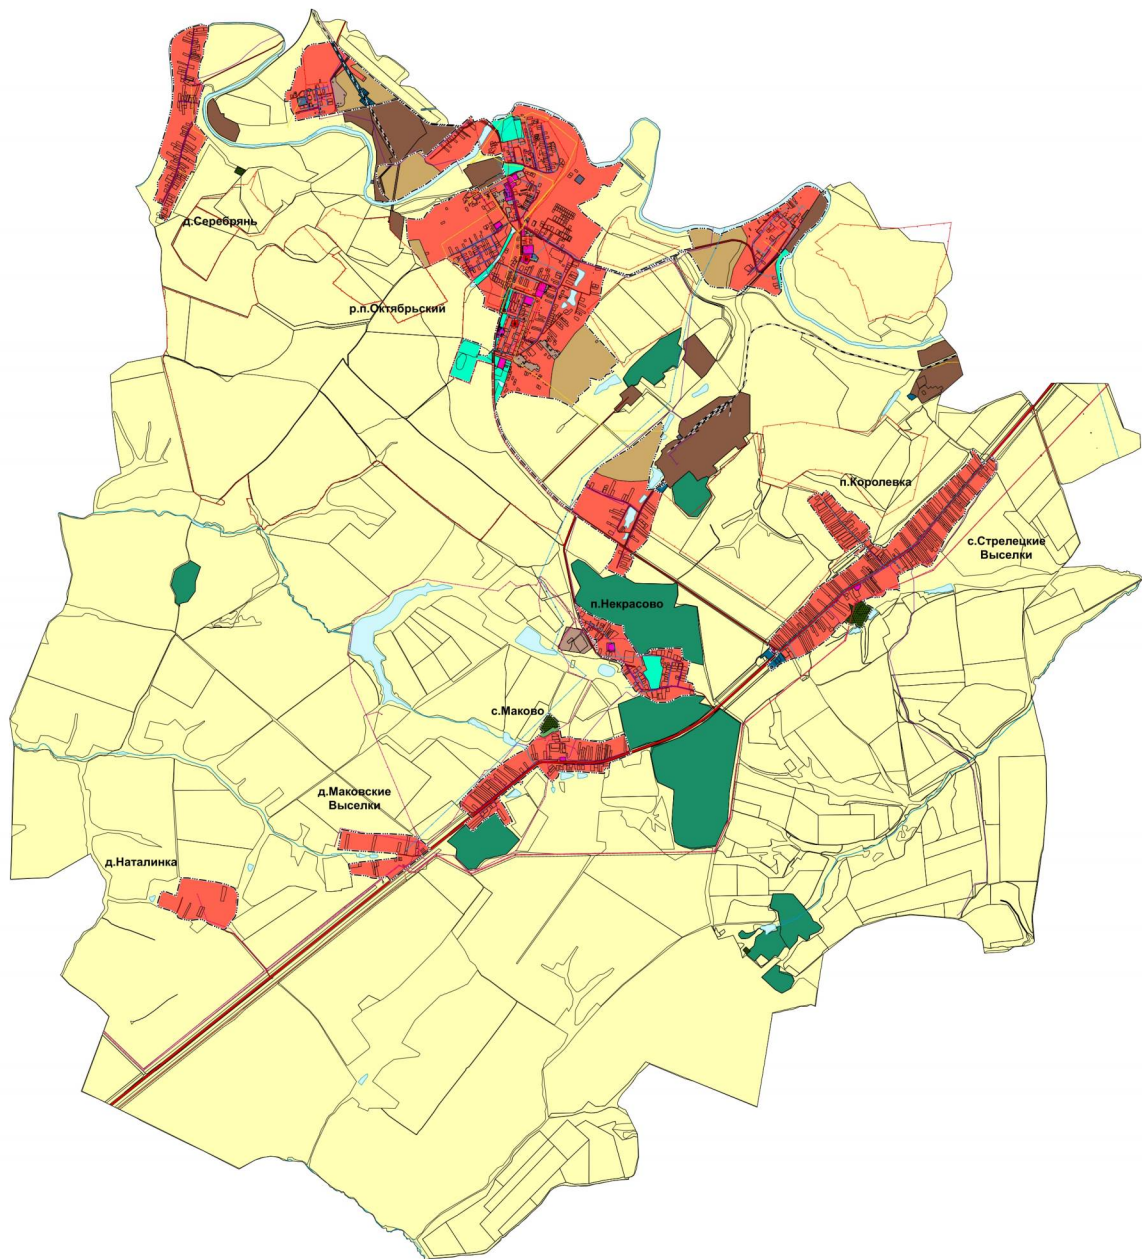 д.Серебрянь
р.п.Октябрьский
п.Королевка
с.Стрелецкие
Выселки
п.Некрасово
с.Маково
д.Маковские
Выселки
д.Наталинка